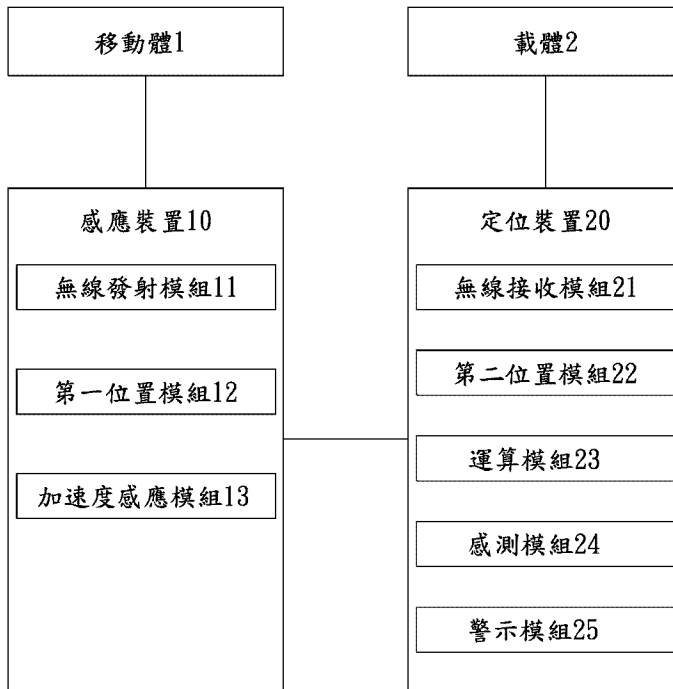 移動體1
載體2
感應裝置10
無線發射模組11
第一位置模組12
加速度感應模組13
定位裝置20
無線接收模組21
第二位置模組22
運算模組23
感測模組24
警示模組25